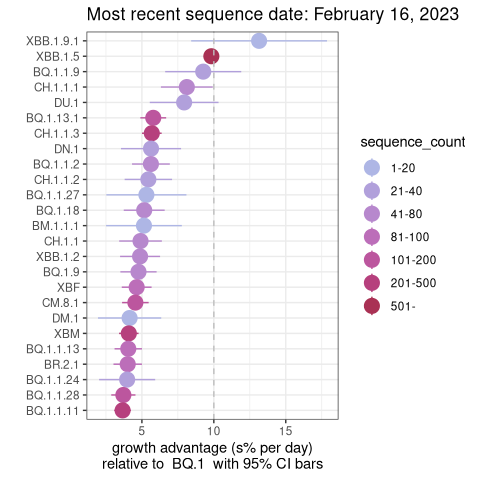 Most recent sequence date: February 16, 2023
XBB.1.9.1
XBB.1.5
BQ.1.1.9
CH.1.1.1
DU.1
BQ.1.13.1
CH.1.1.3
DN.1
BQ.1.1.2
CH.1.1.2
BQ.1.1.27
BQ.1.18
BM.1.1.1
CH.1.1
XBB.1.2
BQ.1.9
XBF
CM.8.1
DM.1
XBM
BQ.1.1.13
BR.2.1
BQ.1.1.24
BQ.1.1.28
BQ.1.1.11
5 10 15
growth advantage (s% per day)
relative to BQ.1 with 95% CI bars
sequence_count
1-20
21-40
41-80
81-100
101-200
201-500
501-